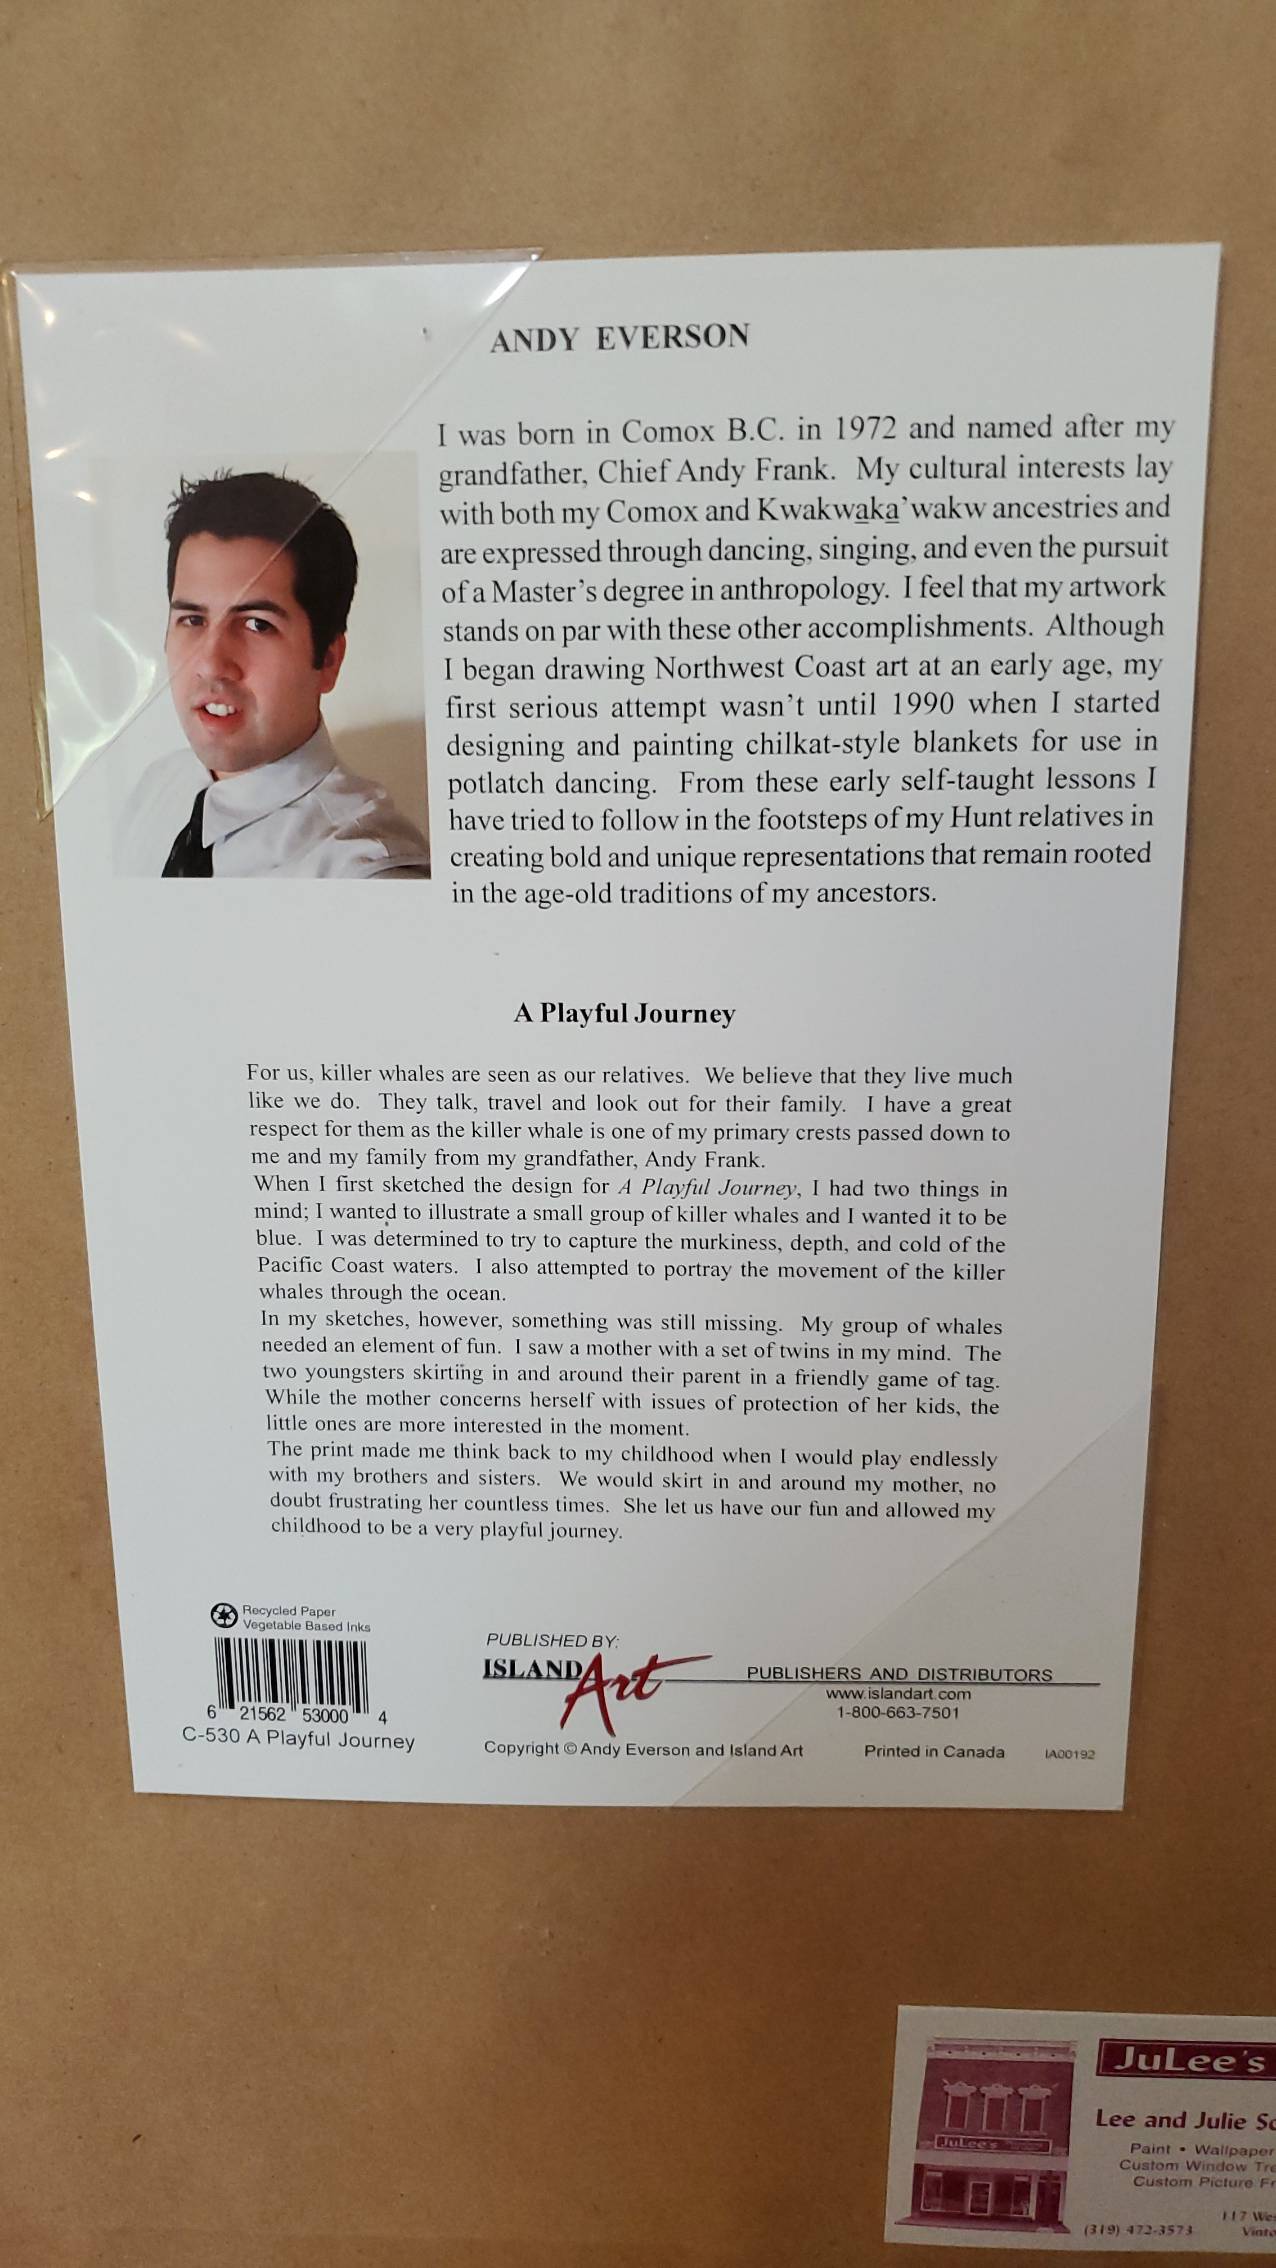 ANDY EVERSON
I was born in Comox B.C. in 1972 and named after my
grandfather, Chief Andy Frank. My cultural interests lay
with both my Comox and Kwakwa̲ka̲’wakw ancestries and
are expressed through dancing, singing, and even the pursuit
of a Master’s degree in anthropology. I feel that my artwork
stands on par with these other accomplishments. Although
I began drawing Northwest Coast art at an early age, my
first serious attempt wasn’t until 1990 when I started
designing and painting chilkat-style blankets for use in
potlatch dancing. From these early self-taught lessons I
have tried to follow in the footsteps of my Hunt relatives in
creating bold and unique representations that remain rooted
in the age-old traditions of my ancestors.
A Playful Journey
For us, killer whales are seen as our relatives. We believe that they live much
like we do. They talk, travel and look out for their family. I have a great
respect for them as the killer whale is one of my primary crests passed down to
me and my family from my grandfather, Andy Frank.
When I first sketched the design for A Playful Journey, I had two things in
mind; I wanted to illustrate a small group of killer whales and I wanted it to be
blue. I was determined to try to capture the murkiness, depth, and cold of the
Pacific Coast waters. I also attempted to portray the movement of the killer
whales through the ocean.
In my sketches, however, something was still missing. My group of whales
needed an element of fun. I saw a mother with a set of twins in my mind. The
two youngsters skirting in and around their parent in a friendly game of tag.
While the mother concerns herself with issues of protection of her kids, the
little ones are more interested in the moment.
The print made me think back to my childhood when I would play endlessly
with my brothers and sisters. We would skirt in and around my mother, no
doubt frustrating her countless times. She let us have our fun and allowed my
childhood to be a very playful journey.
Recycled Paper
Vegetable Based Inks
6 21562 53000 4
C-530 A Playful Journey
PUBLISHED BY:
ISLAND Art PUBLISHERS AND DISTRIBUTORS
www.islandart.com
1-800-663-7501
Copyright © Andy Everson and Island Art Printed in Canada IA00192
JuLee's
JuLee's
Lee and Julie
Paint • Wallpaper
Custom Window
Custom Picture
117
(319) 472-3573